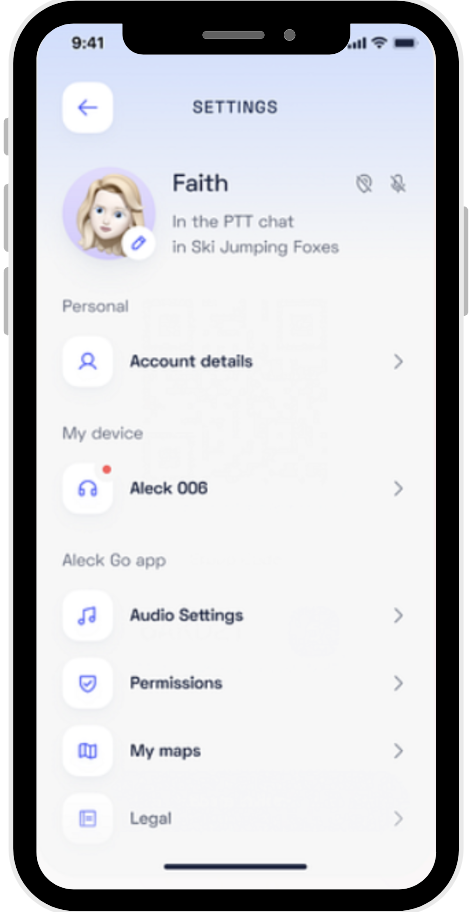 9:41
SETTINGS
Faith
In the PTT chat
in Ski Jumping Foxes
Personal
Account details
My device
Aleck 006
Aleck Go app
Audio Settings
Permissions
My maps
Legal